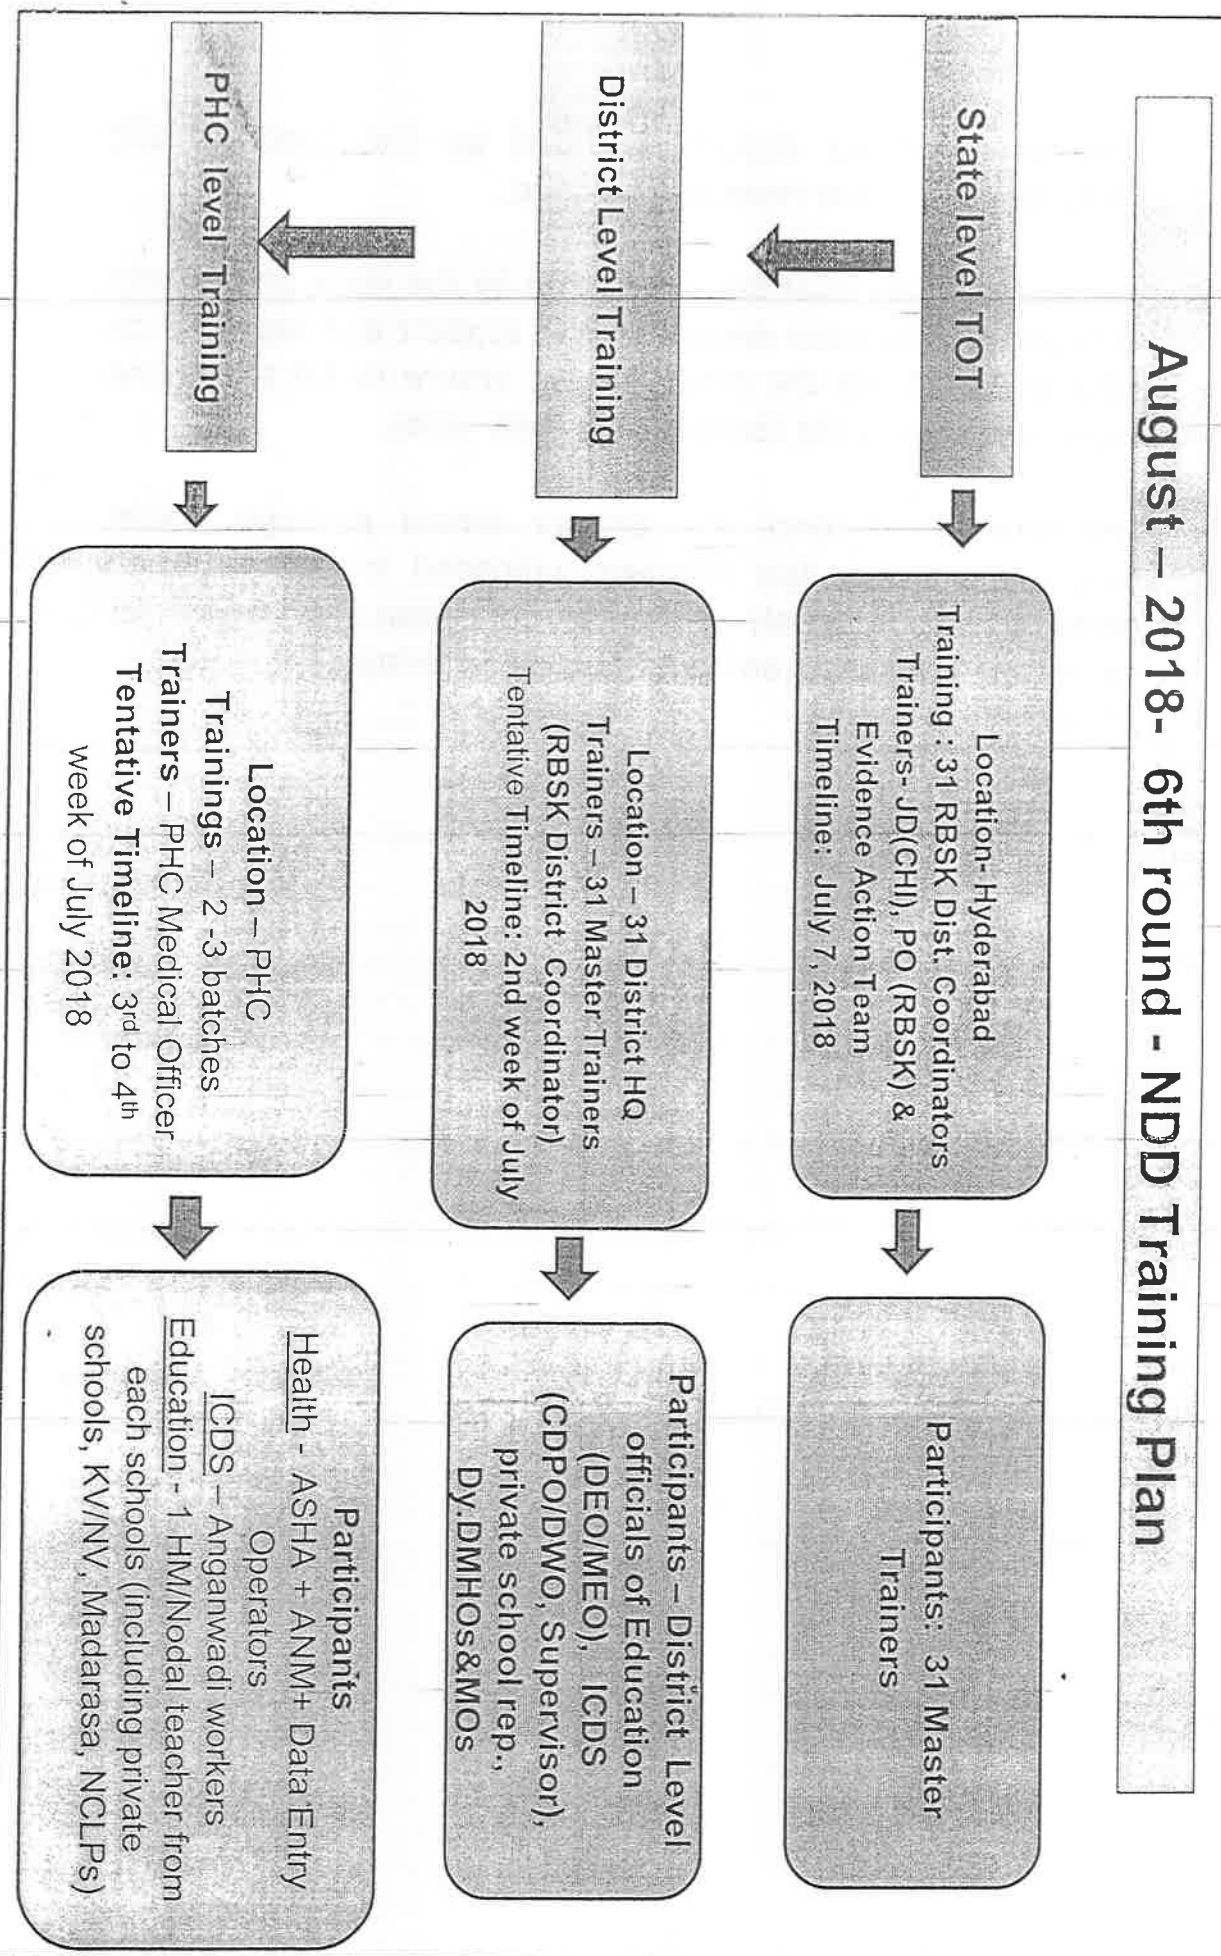 August – 2018- 6th round - NDD Training Plan
State level TOT
Location- Hyderabad
Training : 31 RBSK Dist. Coordinators
Trainers- JD(CHI), PO (RBSK) &
Evidence Action Team
Timeline: July 7, 2018
Participants: 31 Master
Trainers
District Level Training
Location – 31 District HQ
Trainers – 31 Master Trainers
(RBSK District Coordinator)
Tentative Timeline: 2nd week of July
2018
Participants – District Level
officials of Education
(DEO/MEO), ICDS
(CDPO/DWO, Supervisor),
private school rep.,
Dy.DMHOs&MOs
PHC level Training
Location – PHC
Trainings – 2 -3 batches
Trainers – PHC Medical Officer
Tentative Timeline: 3rd to 4th
week of July 2018
Participants
Health - ASHA + ANM+ Data Entry
Operators
ICDS – Anganwadi workers
Education - 1 HM/Nodal teacher from
each schools (including private
schools, KV/NV, Madarasa, NCLPs)